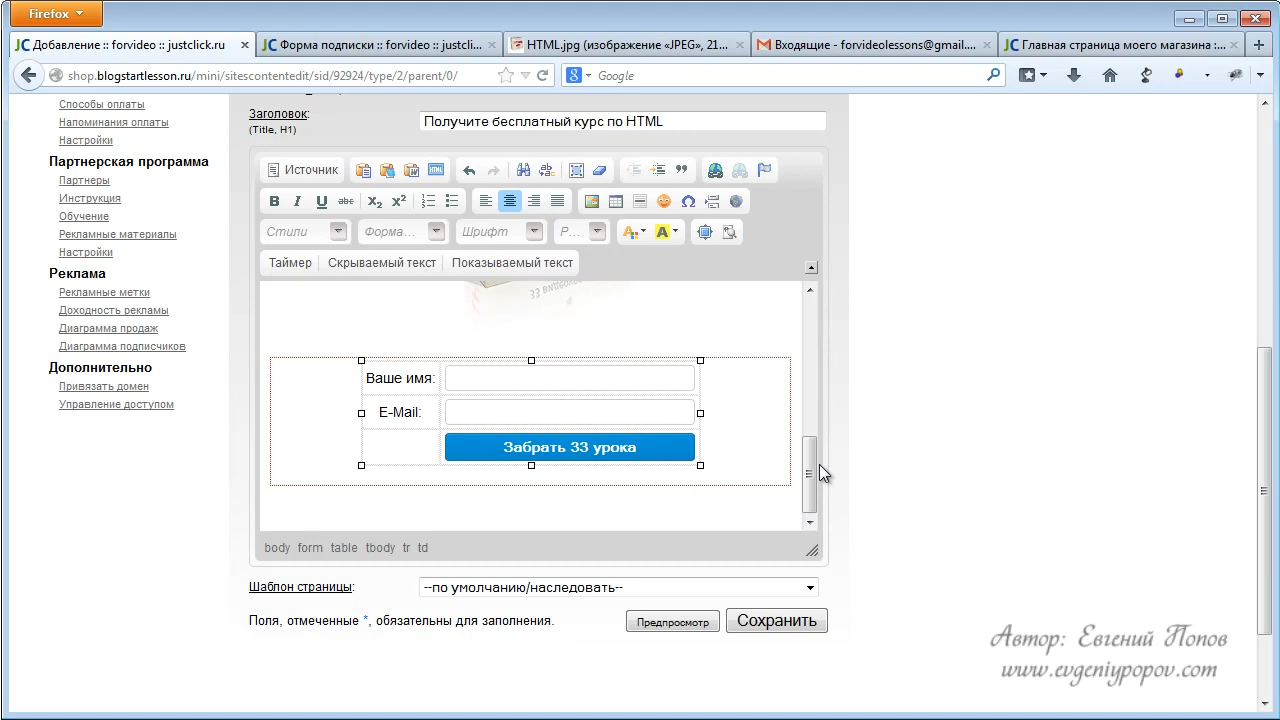 Firefox
Добавление :: forvideo :: justclick.ru
Форма подписки :: forvideo :: justcli...
HTML.jpg (изображение «JPEG», 21...
Входящие - forvideolessons@gmail....
Главная страница моего магазина :...
shop.blogstartlesson.ru/mini/sitescontentedit/sid/92924/type/2/parent/0/
Google
Способы оплаты
Напоминания оплаты
Настройки
Партнерская программа
Партнеры
Инструкция
Обучение
Рекламные материалы
Настройки
Реклама
Рекламные метки
Доходность рекламы
Диаграмма продаж
Диаграмма подписчиков
Дополнительно
Привязать домен
Управление доступом
Заголовок:
(Title, H1)
Получите бесплатный курс по HTML
Источник
Стили
Форма...
Шрифт
Р...
Таймер
Скрываемый текст
Показываемый текст
33 видеоу
Ваше имя:
E-Mail:
Забрать 33 урока
body form table tbody tr td
Шаблон страницы:
--по умолчанию/наследовать--
Поля, отмеченные *, обязательны для заполнения.
Предпросмотр
Сохранить
Автор: Евгений Попов
www.evgeniypopov.com